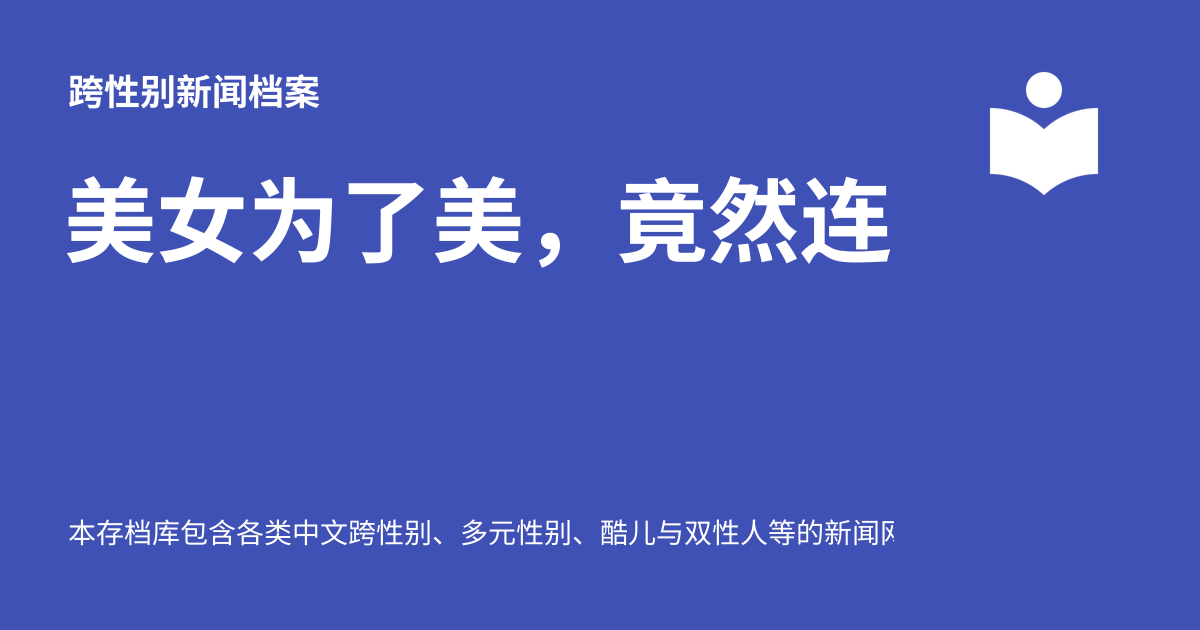 跨性别新闻档案
美女为了美，竟然连
本存档库包含各类中文跨性别、多元性别、酷儿与双性人等的新闻网